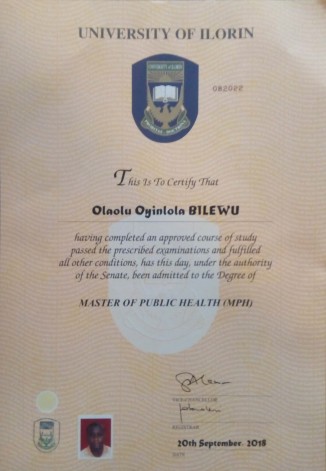 UNIVERSITY OF ILORIN
UNIVERSITY OF ILORIN
This Is To Certify That
Olaolu Oyinlola BILEWU
having completed an approved course of study
passed the prescribed examinations and fulfilled
all other conditions, has this day, under the authority
of the Senate, been admitted to the Degree of
MASTER OF PUBLIC HEALTH (MPH)
VICE-CHANCELLOR
REGISTRAR
20th September, 2018
DATE